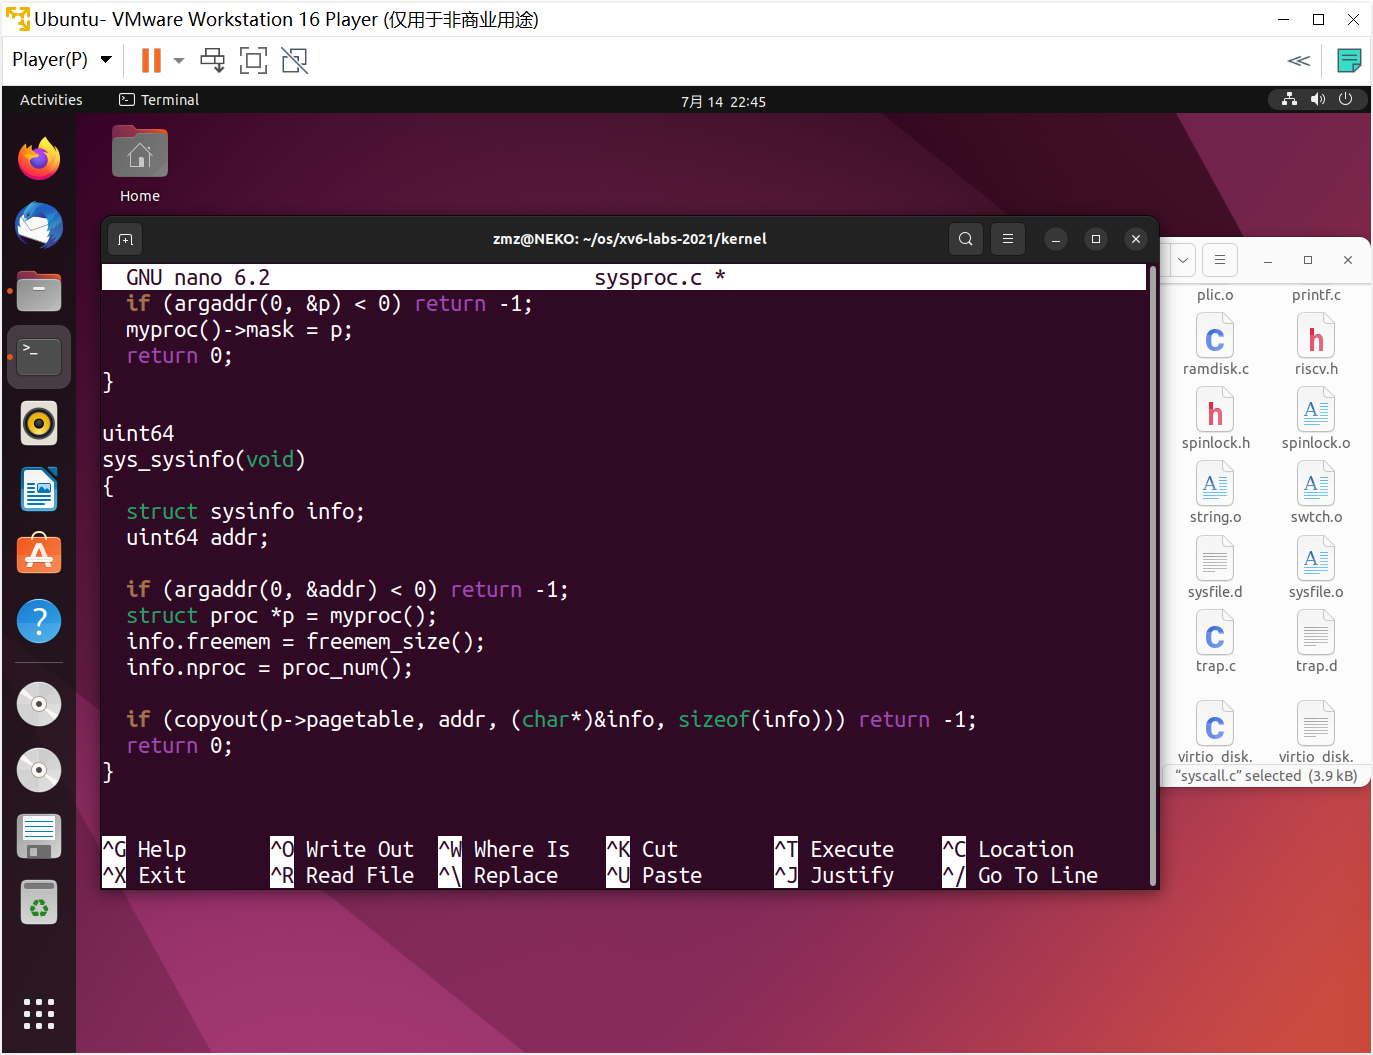 Ubuntu- VMware Workstation 16 Player (仅用于非商业用途)
Player(P)
Activities
Terminal
7月 14 22:45
Home
zmz@NEKO: ~/os/xv6-labs-2021/kernel
GNU nano 6.2
sysproc.c *
if (argaddr(0, &p) < 0) return -1;
myproc()->mask = p;
return 0;
}
uint64
sys_sysinfo(void)
{
struct sysinfo info;
uint64 addr;
if (argaddr(0, &addr) < 0) return -1;
struct proc *p = myproc();
info.freemem = freemem_size();
info.nproc = proc_num();
if (copyout(p->pagetable, addr, (char*)&info, sizeof(info))) return -1;
return 0;
}
^G Help
^O Write Out
^W Where Is
^K Cut
^T Execute
^C Location
^X Exit
^R Read File
^\ Replace
^U Paste
^J Justify
^/ Go To Line
plic.o
printf.c
ramdisk.c
riscv.h
spinlock.h
spinlock.o
string.o
swtch.o
sysfile.d
sysfile.o
trap.c
trap.d
virtio_disk.
virtio_disk.
“syscall.c” selected (3.9 kB)